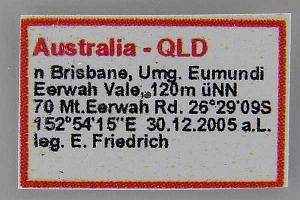 Australia - QLD
n Brisbane, Umg. Eumundi
Eerwah Vale, 120m üNN
70 Mt.Eerwah Rd. 26°29'09S
152°54'15"E 30.12.2005 a.L.
leg. E. Friedrich